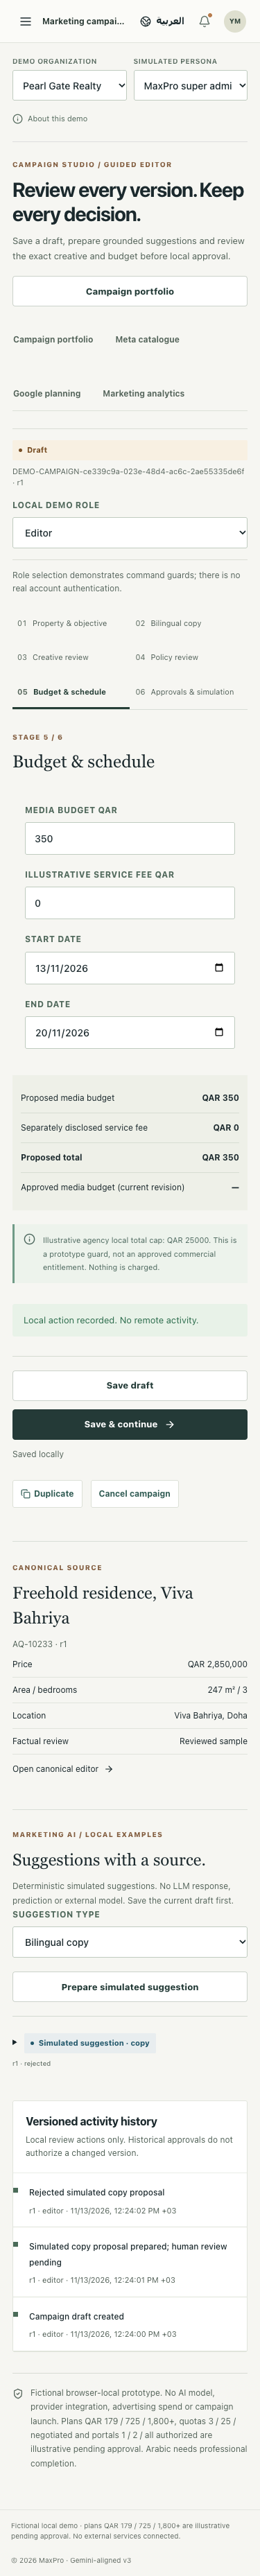 Marketing campai...
العربية
YM
DEMO ORGANIZATION
SIMULATED PERSONA
Pearl Gate Realty
MaxPro super admi
About this demo
CAMPAIGN STUDIO / GUIDED EDITOR
Review every version. Keep
every decision.
Save a draft, prepare grounded suggestions and review
the exact creative and budget before local approval.
Campaign portfolio
Campaign portfolio
Meta catalogue
Google planning
Marketing analytics
Draft
DEMO-CAMPAIGN-ce339c9a-023e-48d4-ac6c-2ae55335de6f
· r1
LOCAL DEMO ROLE
Editor
Role selection demonstrates command guards; there is no
real account authentication.
01 Property & objective
02 Bilingual copy
03 Creative review
04 Policy review
05 Budget & schedule
06 Approvals & simulation
STAGE 5 / 6
Budget & schedule
MEDIA BUDGET QAR
350
ILLUSTRATIVE SERVICE FEE QAR
0
START DATE
13/11/2026
END DATE
20/11/2026
Proposed media budget QAR 350
Separately disclosed service fee QAR 0
Proposed total QAR 350
Approved media budget (current revision) —
Illustrative agency local total cap: QAR 25000. This is
a prototype guard, not an approved commercial
entitlement. Nothing is charged.
Local action recorded. No remote activity.
Save draft
Save & continue →
Saved locally
Duplicate
Cancel campaign
CANONICAL SOURCE
Freehold residence, Viva
Bahriya
AQ-10233 · r1
Price QAR 2,850,000
Area / bedrooms 247 m² / 3
Location Viva Bahriya, Doha
Factual review Reviewed sample
Open canonical editor →
MARKETING AI / LOCAL EXAMPLES
Suggestions with a source.
Deterministic simulated suggestions. No LLM response,
prediction or external model. Save the current draft first.
SUGGESTION TYPE
Bilingual copy
Prepare simulated suggestion
Simulated suggestion · copy
r1 · rejected
Versioned activity history
Local review actions only. Historical approvals do not
authorize a changed version.
Rejected simulated copy proposal
r1 · editor · 11/13/2026, 12:24:02 PM +03
Simulated copy proposal prepared; human review
pending
r1 · editor · 11/13/2026, 12:24:01 PM +03
Campaign draft created
r1 · editor · 11/13/2026, 12:24:00 PM +03
Fictional browser-local prototype. No AI model,
provider integration, advertising spend or campaign
launch. Plans QAR 179 / 725 / 1,800+, quotas 3 / 25 /
negotiated and portals 1 / 2 / all authorized are
illustrative pending approval. Arabic needs professional
completion.
Fictional local demo · plans QAR 179 / 725 / 1,800+ are illustrative
pending approval. No external services connected.
© 2026 MaxPro · Gemini-aligned v3